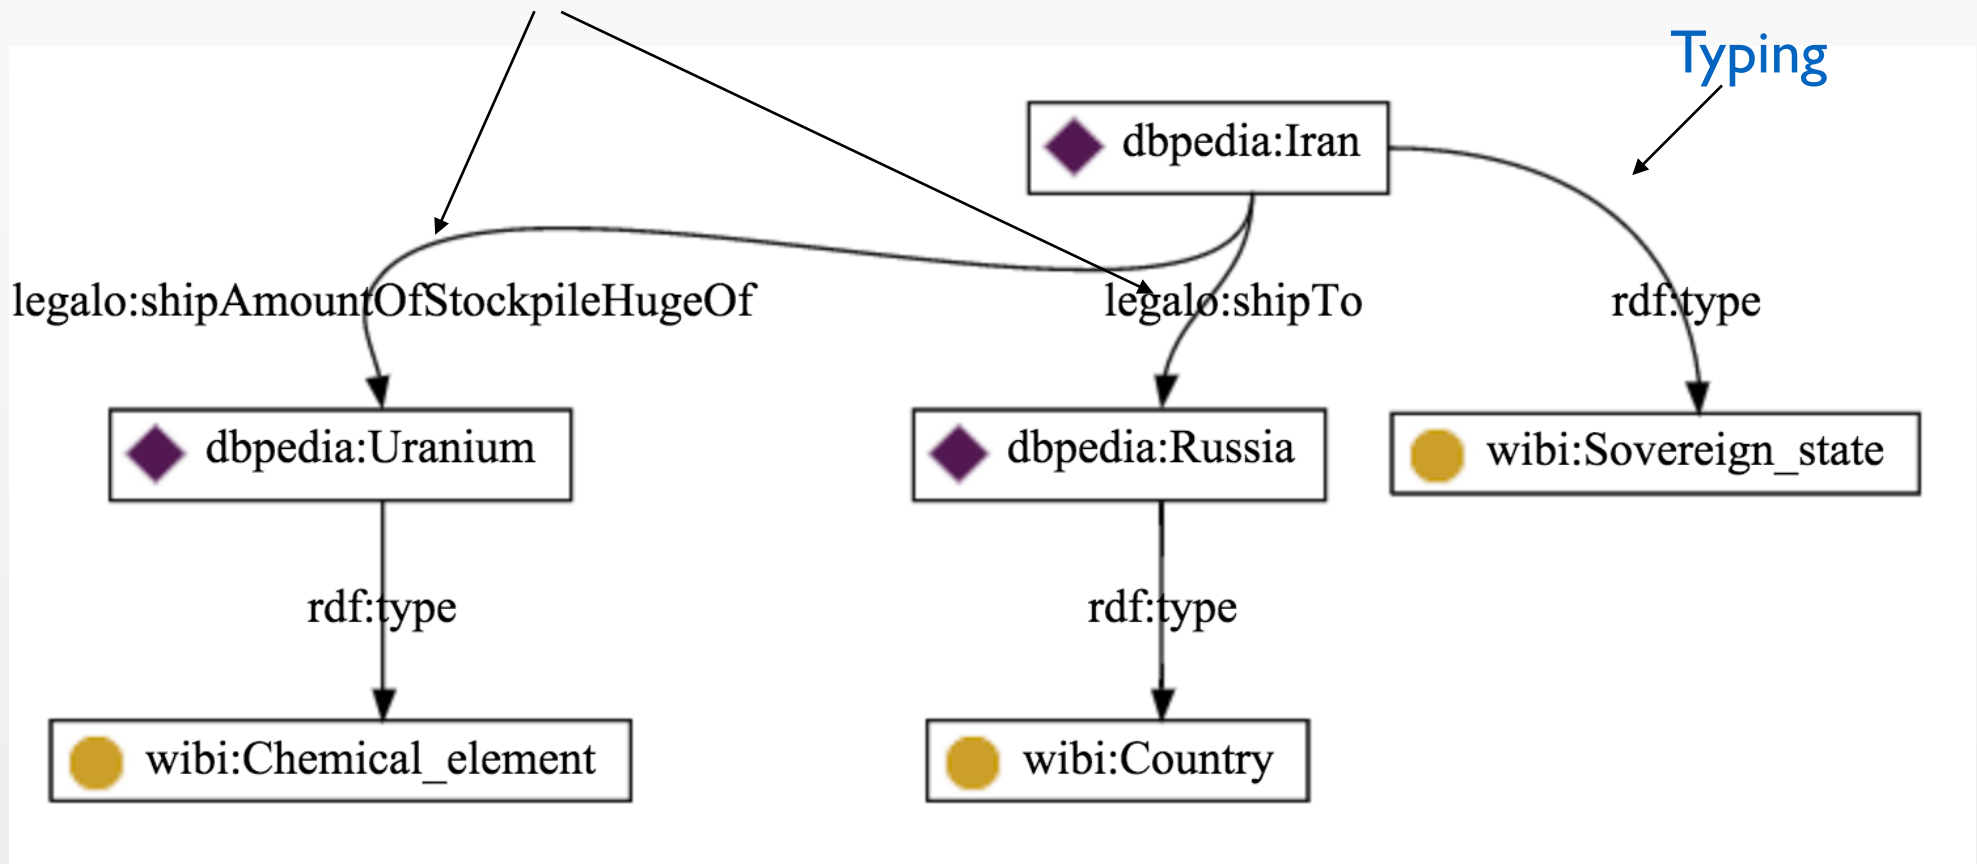 Typing
dbpedia:Iran
legalo:shipAmountOfStockpileHugeOf
legalo:shipTo
rdf:type
dbpedia:Uranium
dbpedia:Russia
wibi:Sovereign_state
rdf:type
rdf:type
wibi:Chemical_element
wibi:Country